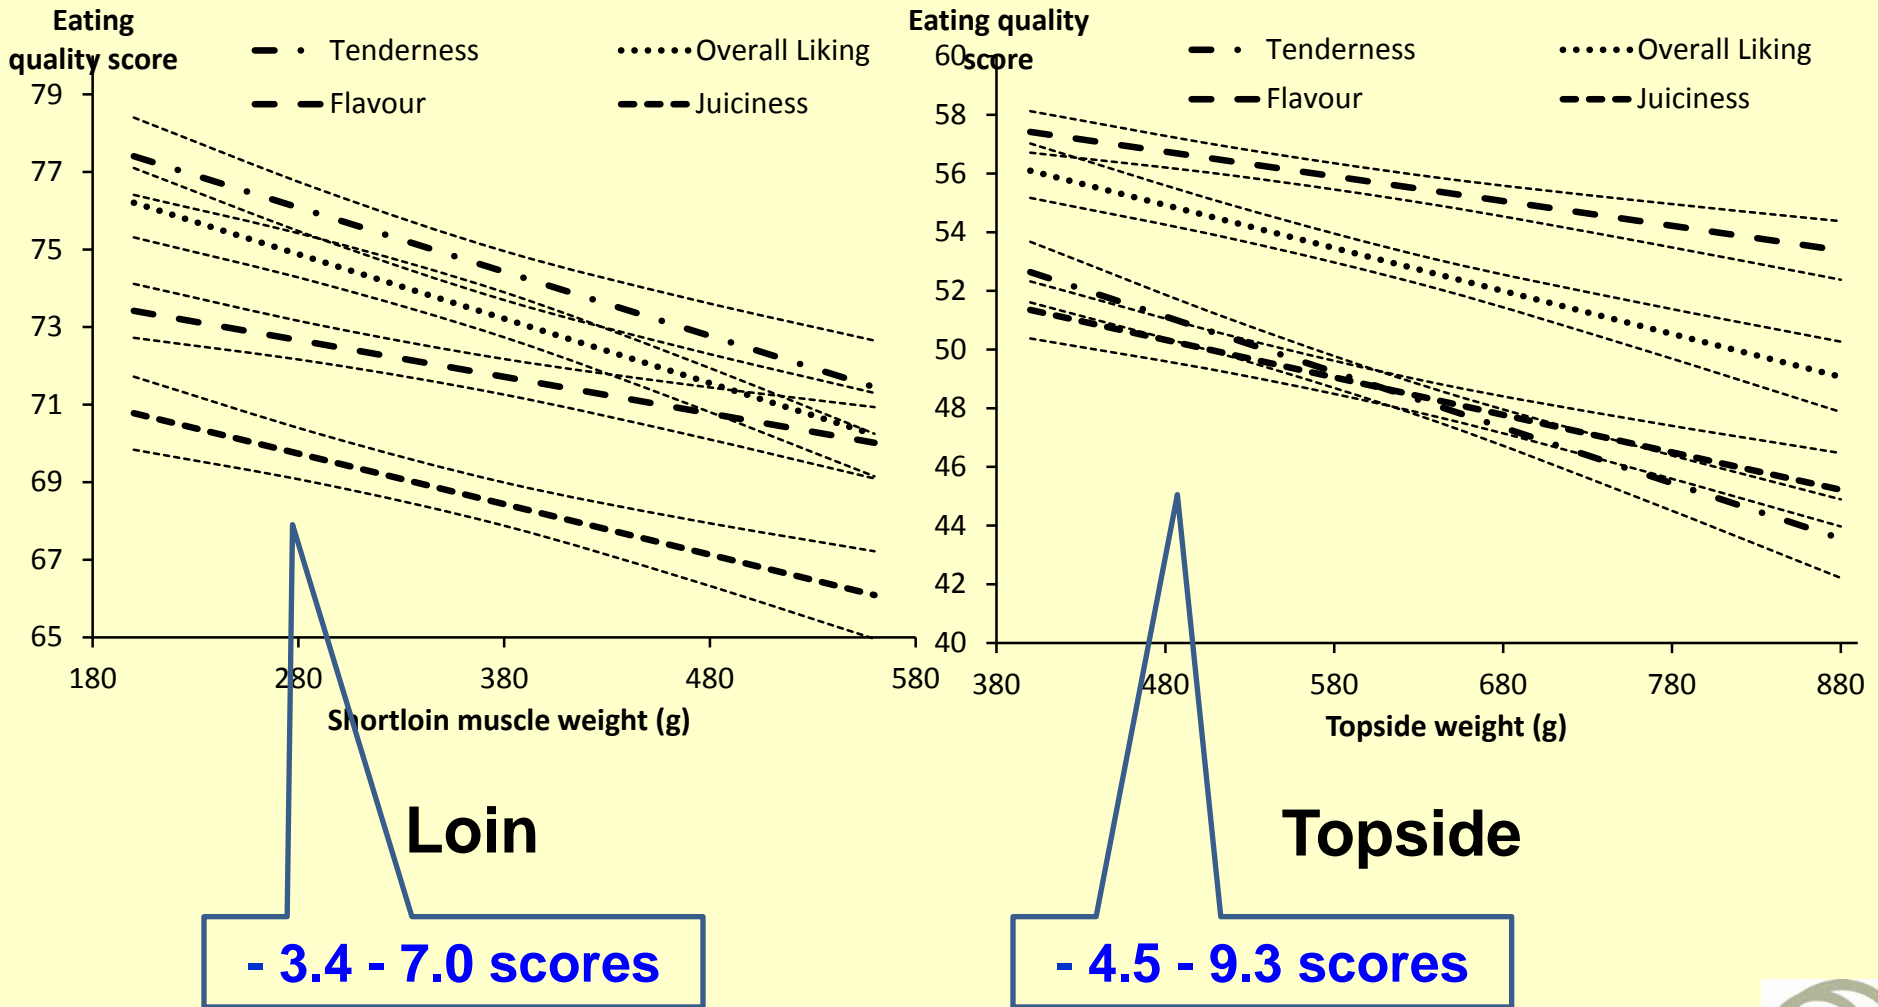 Eating
quality score
Tenderness
Overall Liking
Flavour
Juiciness
79
77
75
73
71
69
67
65
180 280 380 480 580
Shortloin muscle weight (g)
Loin
- 3.4 - 7.0 scores
Eating quality
score
Tenderness
Overall Liking
Flavour
Juiciness
60
58
56
54
52
50
48
46
44
42
40
380 480 580 680 780 880
Topside weight (g)
Topside
- 4.5 - 9.3 scores